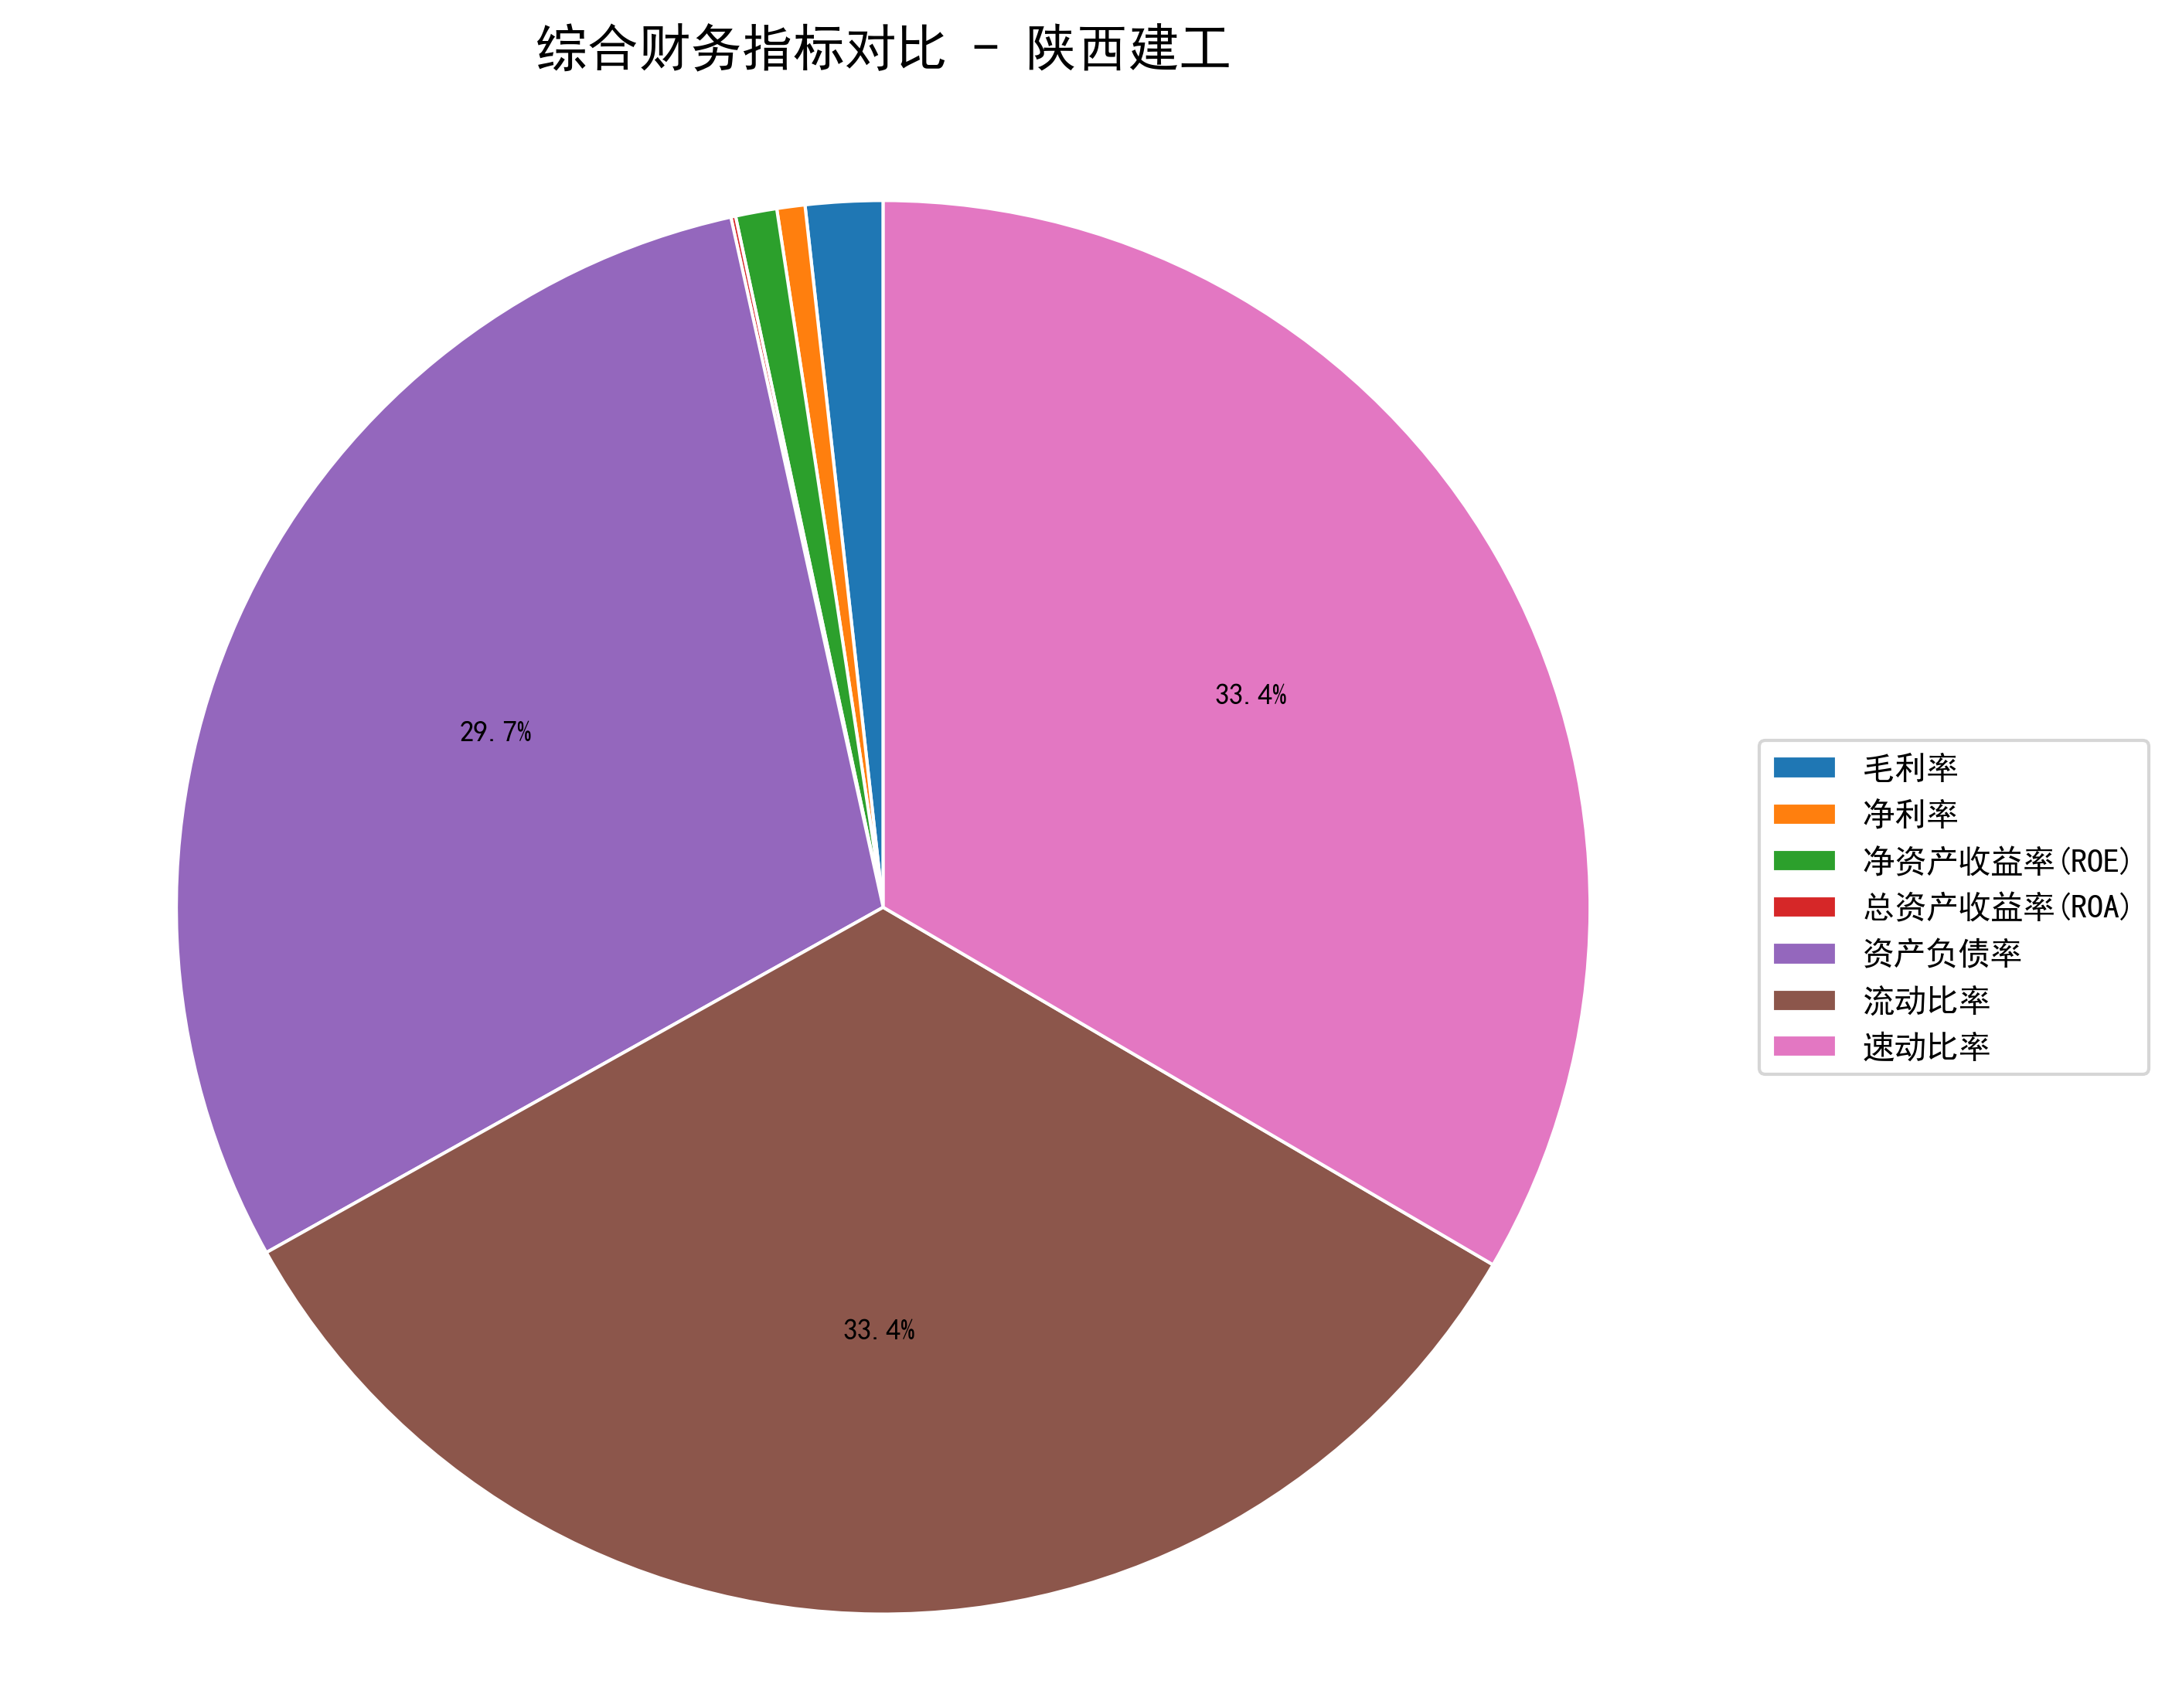 综合财务指标对比 - 陕西建工
33.4%
29.7%
33.4%
毛利率
净利率
净资产收益率(ROE)
总资产收益率(ROA)
资产负债率
流动比率
速动比率